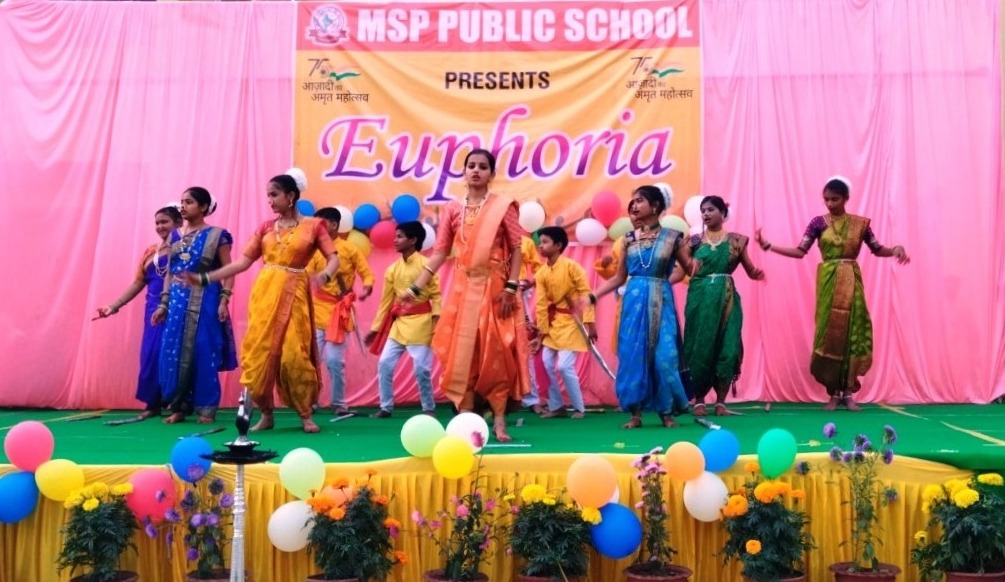 MSP PUBLIC SCHOOL
PRESENTS
75
आज़ादी का
अमृत महोत्सव
75
आज़ादी का
अमृत महोत्सव
Euphoria